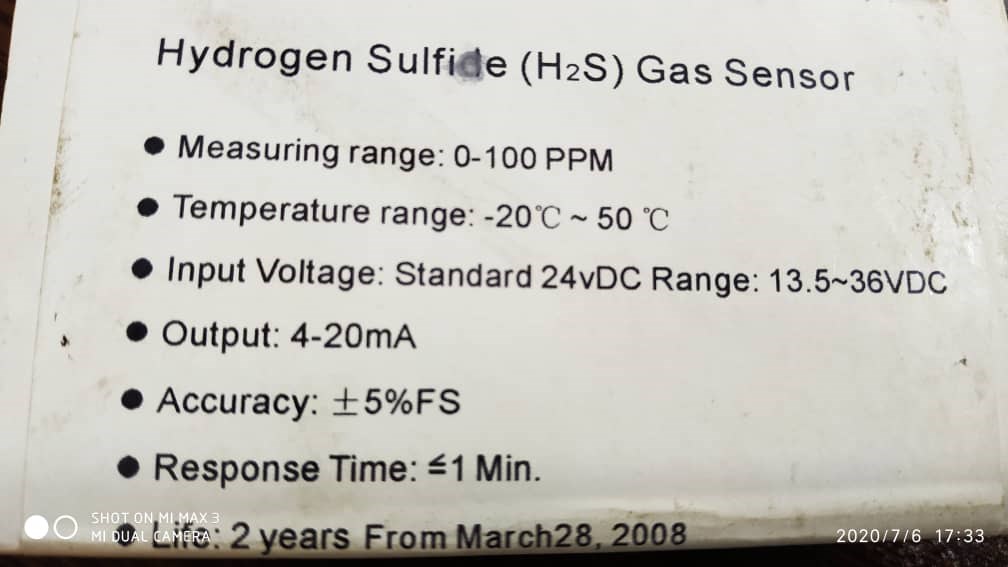 Hydrogen Sulfide (H₂S) Gas Sensor
● Measuring range: 0-100 PPM
● Temperature range: -20℃ ~ 50 ℃
● Input Voltage: Standard 24vDC Range: 13.5~36VDC
● Output: 4-20mA
● Accuracy: ±5%FS
● Response Time: ≦1 Min.
● Life: 2 years From March28, 2008
SHOT ON MI MAX 3
MI DUAL CAMERA
2020/7/6 17:33